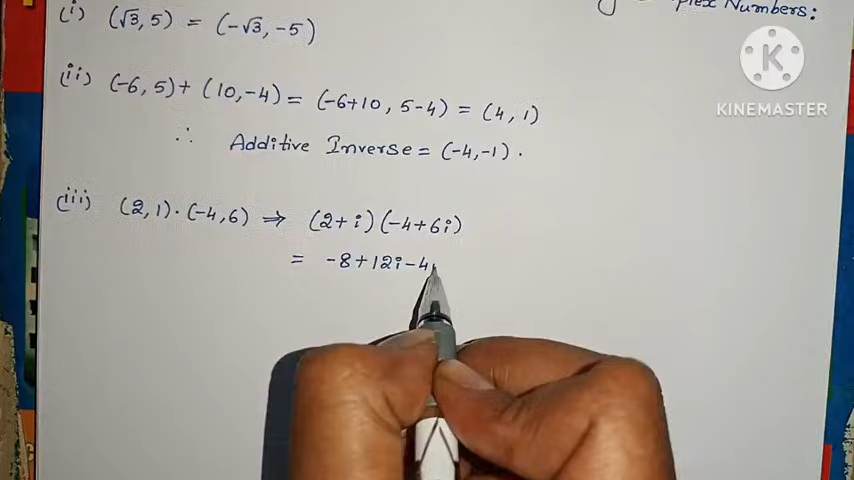 plex Numbers:
(i) (√3, 5) = (-√3, -5)
(ii) (-6, 5) + (10, -4) = (-6+10, 5-4) = (4, 1)
∴ Additive Inverse = (-4, -1).
(iii) (2, 1) · (-4, 6) ⇒ (2+i)(-4+6i)
= -8+12i-4
K
KINEMASTER